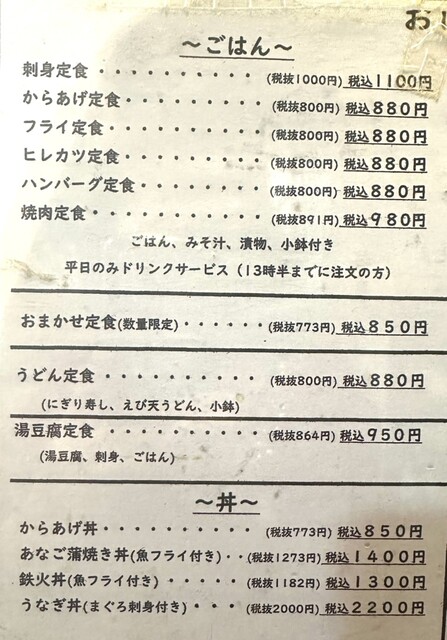 お
～ごはん～
刺身定食・・・・・・・・・・(税抜1000円) 税込1100円
からあげ定食・・・・・・・・(税抜800円) 税込880円
フライ定食・・・・・・・・・(税抜800円) 税込880円
ヒレカツ定食・・・・・・・・(税抜800円) 税込880円
ハンバーグ定食・・・・・・・(税抜800円) 税込880円
焼肉定食・・・・・・・・・・(税抜891円) 税込980円
ごはん、みそ汁、漬物、小鉢付き
平日のみドリンクサービス（13時半までに注文の方）
おまかせ定食(数量限定)・・・・・・(税抜773円) 税込850円
うどん定食・・・・・・・・・・(税抜800円) 税込880円
(にぎり寿し、えび天うどん、小鉢)
湯豆腐定食・・・・・・・・・・(税抜864円) 税込950円
(湯豆腐、刺身、ごはん)
～丼～
からあげ丼・・・・・・・・・・(税抜773円) 税込850円
あなご蒲焼き丼(魚フライ付き)・・(税抜1273円) 税込1400円
鉄火丼(魚フライ付き)・・・・・(税抜1182円) 税込1300円
うなぎ丼(まぐろ刺身付き)・・・(税抜2000円) 税込2200円